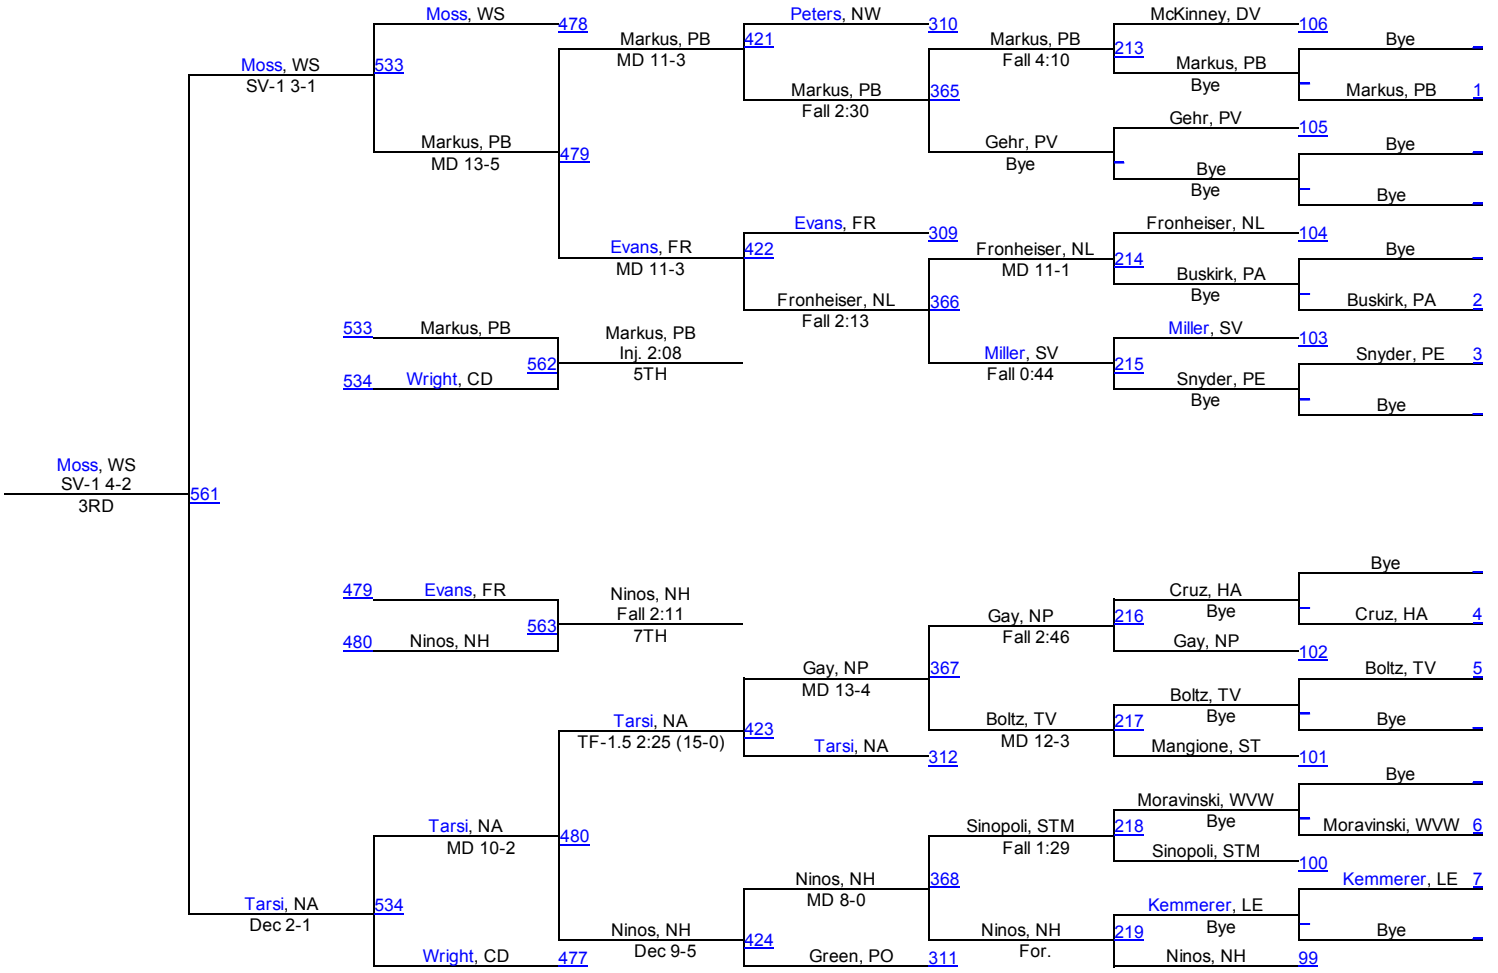 Moss, WS
478
Markus, PB
MD 11-3
421
Peters, NW
310
Markus, PB
Fall 4:10
213
McKinney, DV
106
Bye
Markus, PB
Bye
Markus, PB
1
Moss, WS
SV-1 3-1
533
Markus, PB
Fall 2:30
365
Gehr, PV
105
Markus, PB
MD 13-5
479
Gehr, PV
Bye
Bye
Bye
Bye
Bye
Evans, FR
MD 11-3
422
Evans, FR
309
Fronheiser, NL
MD 11-1
214
Fronheiser, NL
104
Bye
Buskirk, PA
Bye
Buskirk, PA
2
Fronheiser, NL
Fall 2:13
366
533
Markus, PB
534
Wright, CD
562
Markus, PB
Inj. 2:08
5TH
Miller, SV
Fall 0:44
215
Miller, SV
103
Snyder, PE
3
Snyder, PE
Bye
Bye
Moss, WS
SV-1 4-2
3RD
561
479
Evans, FR
480
Ninos, NH
563
Ninos, NH
Fall 2:11
7TH
Gay, NP
Fall 2:46
216
Cruz, HA
Bye
Bye
Cruz, HA
4
Gay, NP
102
Gay, NP
MD 13-4
367
Tarsi, NA
TF-1.5 2:25 (15-0)
423
Tarsi, NA
312
Boltz, TV
MD 12-3
217
Boltz, TV
Bye
Boltz, TV
5
Bye
Mangione, ST
101
Tarsi, NA
MD 10-2
480
Sinopoli, STM
Fall 1:29
218
Moravinski, WVW
Bye
Bye
Moravinski, WVW
6
Sinopoli, STM
100
Tarsi, NA
Dec 2-1
534
Ninos, NH
MD 8-0
368
Ninos, NH
Dec 9-5
424
Green, PO
311
Ninos, NH
For.
219
Kemmerer, LE
Bye
Kemmerer, LE
7
Bye
Ninos, NH
99
Wright, CD
477